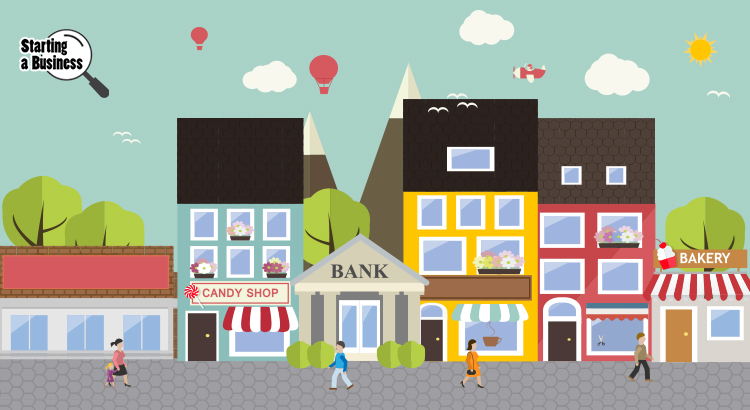 Starting
a Business
BANK
CANDY SHOP
BAKERY